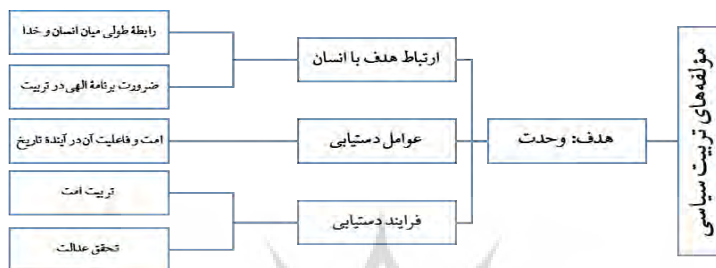 مؤلفه‌های تربیت سیاسی
هدف: وحدت
ارتباط هدف با انسان
رابطهٔ طولی میان انسان و خدا
ضرورت برنامهٔ الهی در تربیت
عوامل دستیابی
امت و فاعلیت آن در آیندهٔ تاریخ
فرایند دستیابی
تربیت امت
تحقق عدالت